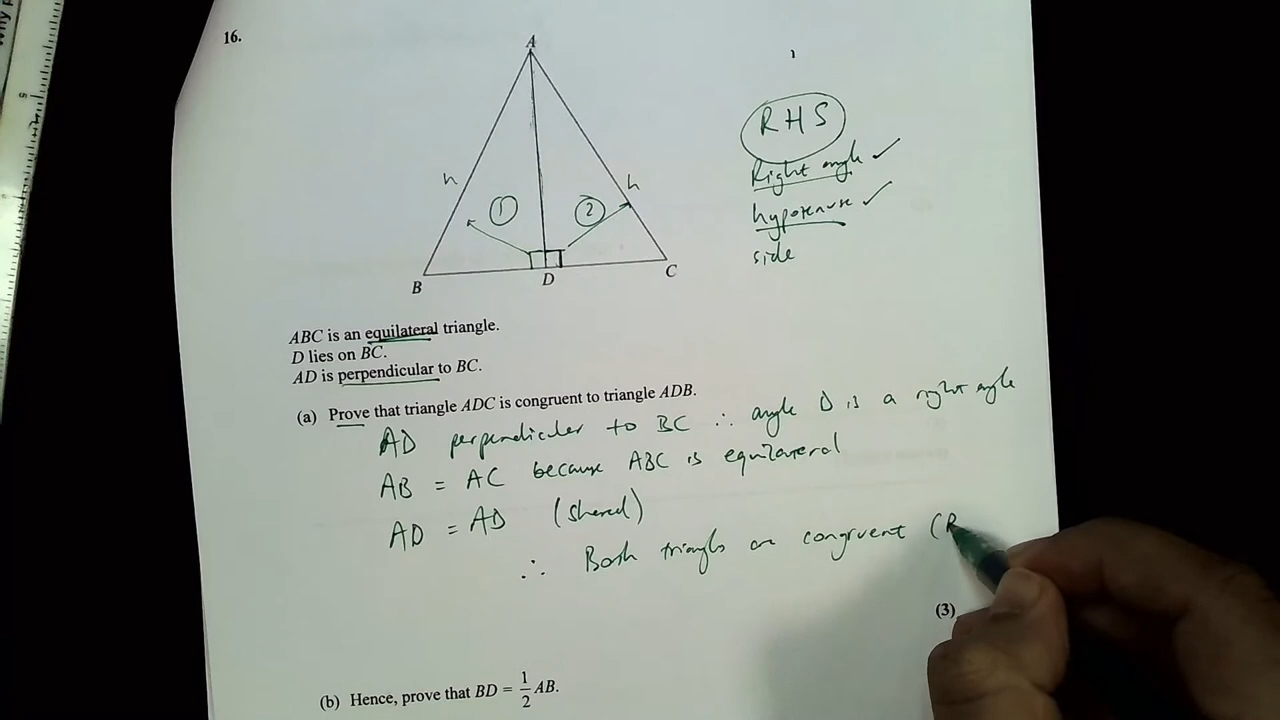 16.
A
R H S
Right angle ✓
h
h
1
2
hypotenuse ✓
side
B
D
C
ABC is an equilateral triangle.
D lies on BC.
AD is perpendicular to BC.
(a) Prove that triangle ADC is congruent to triangle ADB.
AD perpendicular to BC ∴ angle D is a right angle
AB = AC because ABC is equilateral
AD = AD (shared)
∴ Both triangls are congruent (R
(3)
(b) Hence, prove that BD = 1/2 AB.